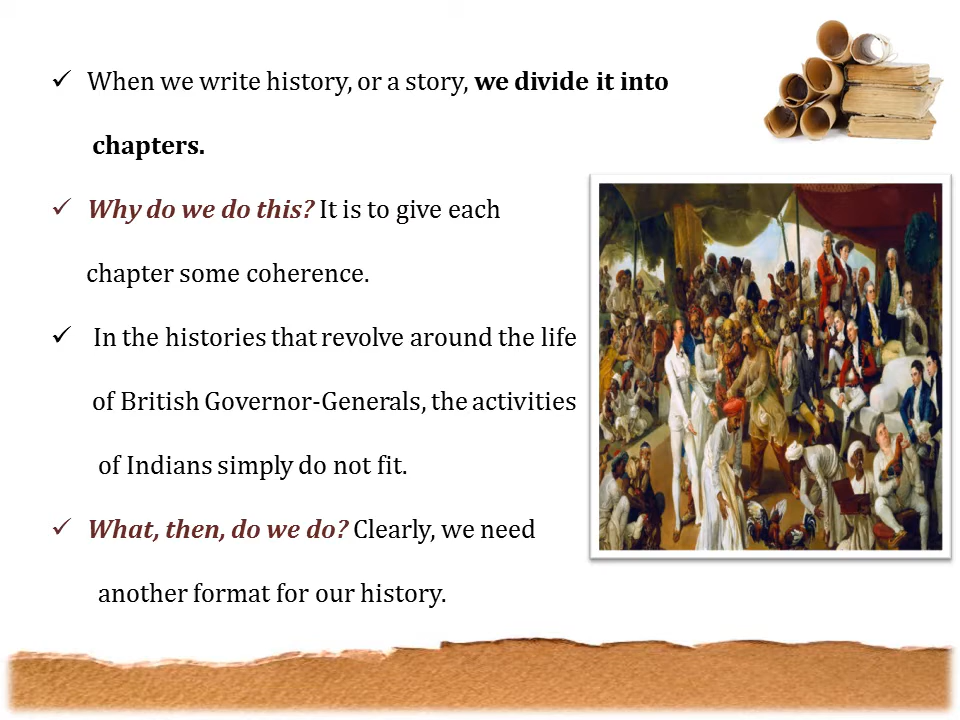 ✓ When we write history, or a story, we divide it into
chapters.
✓ Why do we do this? It is to give each
chapter some coherence.
✓ In the histories that revolve around the life
of British Governor-Generals, the activities
of Indians simply do not fit.
✓ What, then, do we do? Clearly, we need
another format for our history.